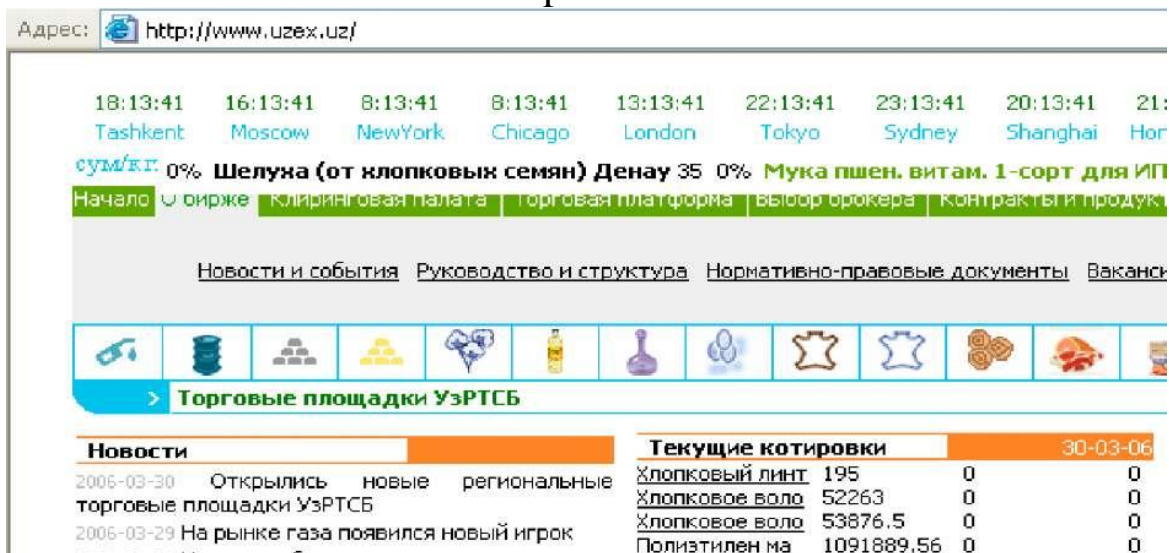 Адрес: http://www.uzex.uz/
18:13:41 16:13:41 8:13:41 8:13:41 13:13:41 22:13:41 23:13:41 20:13:41 21:
Tashkent Moscow NewYork Chicago London Tokyo Sydney Shanghai Hon
сум/кг. 0% Шелуха (от хлопковых семян) Денау 35 0% Мука пшен. витам. 1-сорт для ИП
Начало О бирже Клиринговая палата Торговая платформа Выбор брокера Контракты и продукт
Новости и события Руководство и структура Нормативно-правовые документы Ваканси
> Торговые площадки УзРТСБ
Новости
2006-03-30 Открылись новые региональные
торговые площадки УзРТСБ
2006-03-29 На рынке газа появился новый игрок
Текущие котировки 30-03-06
Хлопковый линт 195 0 0
Хлопковое воло 52263 0 0
Хлопковое воло 53876.5 0 0
Полиэтилен ма 1091889.56 0 0